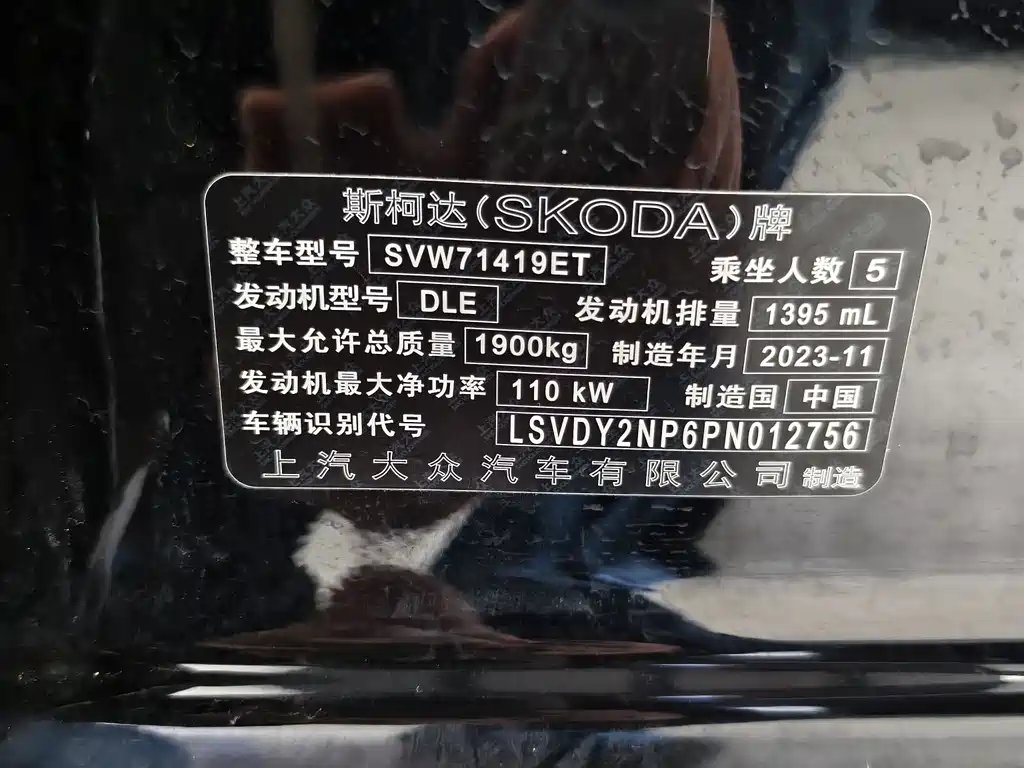 斯柯达(SKODA)牌
整车型号 SVW71419ET 乘坐人数 5
发动机型号 DLE 发动机排量 1395 mL
最大允许总质量 1900kg 制造年月 2023-11
发动机最大净功率 110 kW 制造国 中国
车辆识别代号 LSVDY2NP6PN012756
上汽大众汽车有限公司 制造